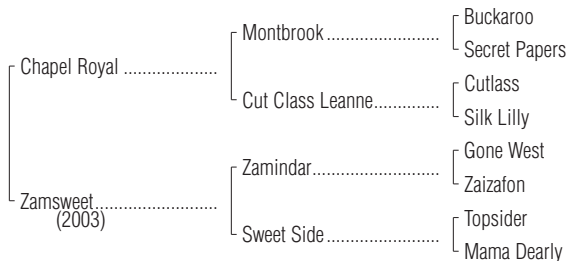 Buckaroo
Montbrook
Secret Papers
Chapel Royal
Cutlass
Cut Class Leanne
Silk Lilly
Gone West
Zamindar
Zaizafon
Zamsweet
(2003)
Topsider
Sweet Side
Mama Dearly